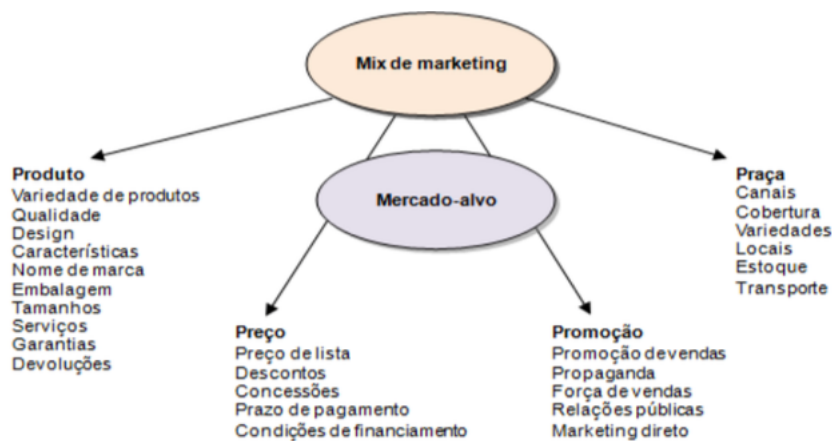 Mix de marketing
Mercado-alvo
Produto
Variedade de produtos
Qualidade
Design
Características
Nome de marca
Embalagem
Tamanhos
Serviços
Garantias
Devoluções
Preço
Preço de lista
Descontos
Concessões
Prazo de pagamento
Condições de financiamento
Promoção
Promoção de vendas
Propaganda
Força de vendas
Relações públicas
Marketing direto
Praça
Canais
Cobertura
Variedades
Locais
Estoque
Transporte